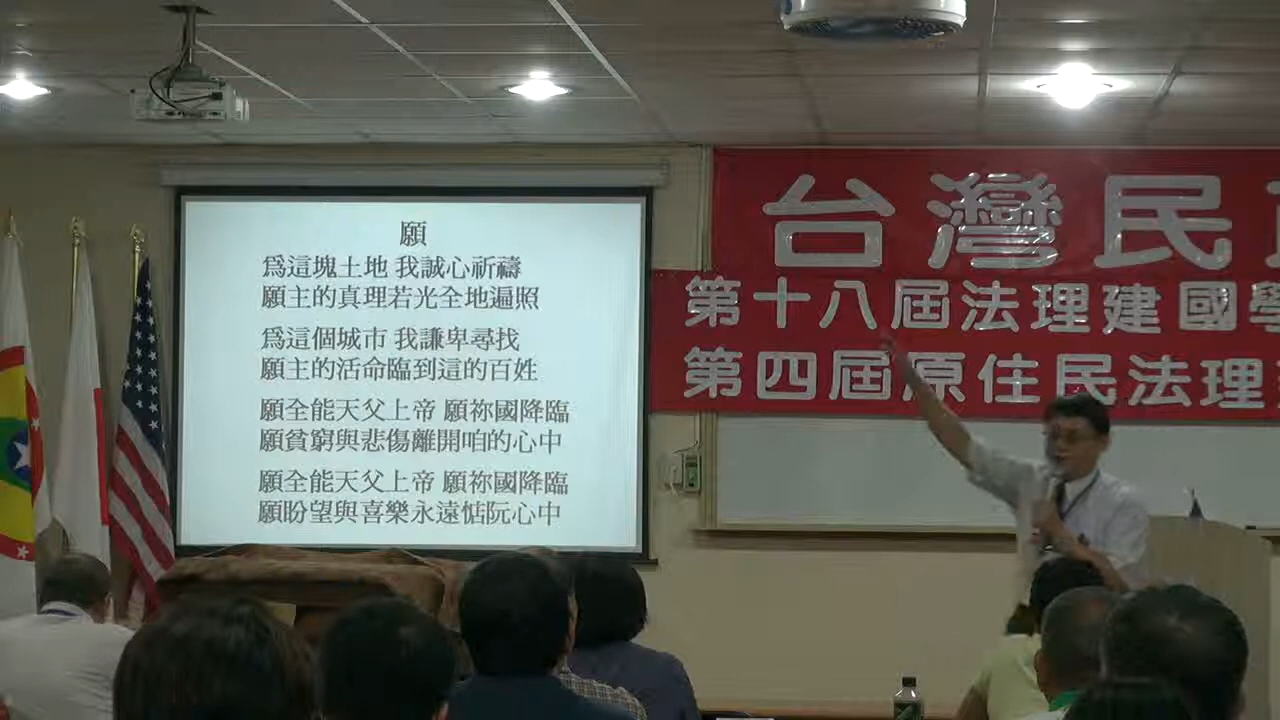 願
為這塊土地 我誠心祈禱
願主的真理若光全地遍照
為這個城市 我謙卑尋找
願主的活命臨到這的百姓
願全能天父上帝 願祢國降臨
願貧窮與悲傷離開咱的心中
願全能天父上帝 願祢國降臨
願盼望與喜樂永遠惦阮心中
台灣民
第十八屆法理建國學
第四屆原住民法理